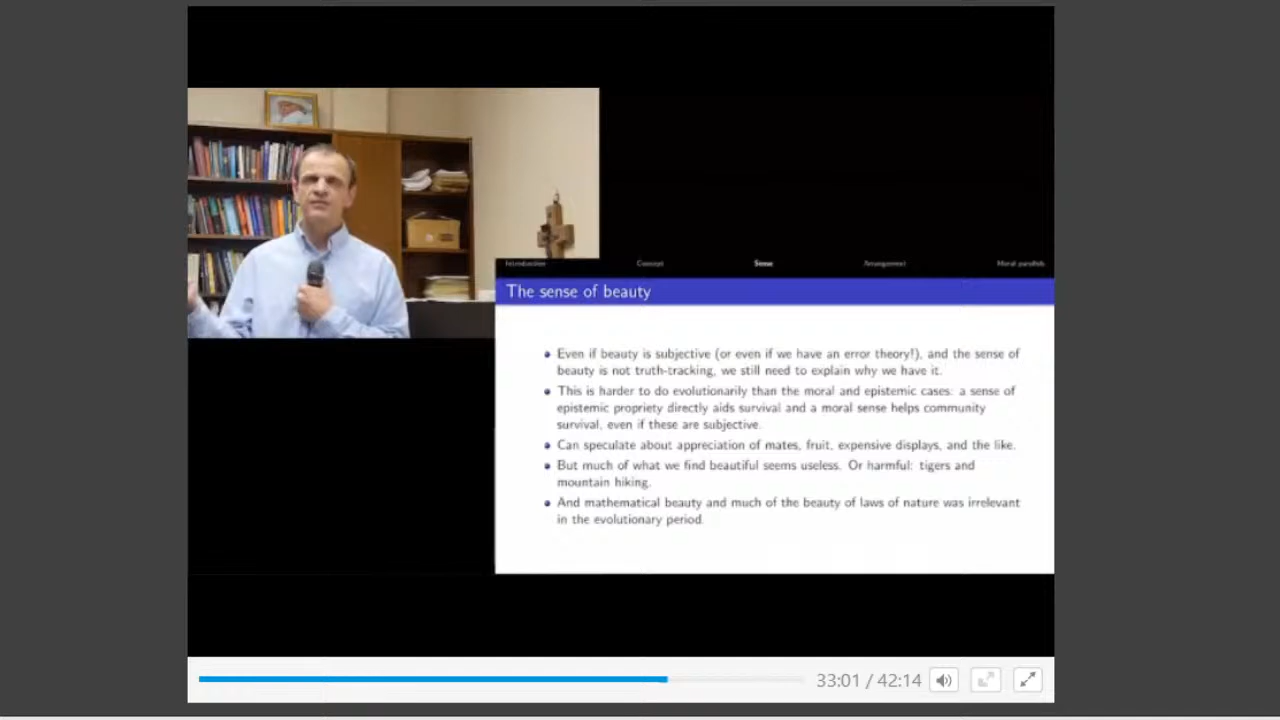 Introduction Concept Sense Arrangement Moral parallels
The sense of beauty
Even if beauty is subjective (or even if we have an error theory!), and the sense of
beauty is not truth-tracking, we still need to explain why we have it.
This is harder to do evolutionarily than the moral and epistemic cases: a sense of
epistemic propriety directly aids survival and a moral sense helps community
survival, even if these are subjective.
Can speculate about appreciation of mates, fruit, expensive displays, and the like.
But much of what we find beautiful seems useless. Or harmful: tigers and
mountain hiking.
And mathematical beauty and much of the beauty of laws of nature was irrelevant
in the evolutionary period.
33:01 / 42:14